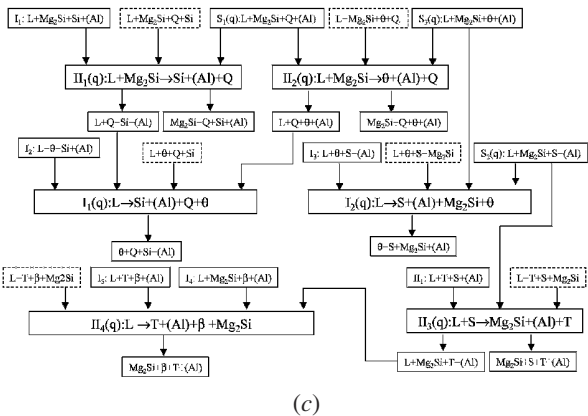 I₁: L+Mg₂Si+Si+(Al)
L+Mg₂Si+Q+Si
S₁(q): L+Mg₂Si+Q+(Al)
L+Mg₂Si+θ+Q
S₃(q): L+Mg₂Si+θ+(Al)
II₁(q):L+Mg₂Si→Si+(Al)+Q
II₂(q):L+Mg₂Si→θ+(Al)+Q
L+Q+Si+(Al)
Mg₂Si+Q+Si+(Al)
L+Q+θ+(Al)
Mg₂Si+Q+θ+(Al)
I₂: L+θ+Si+(Al)
L+θ+Q+Si
I₃: L+θ+S+(Al)
L+θ+S+Mg₂Si
S₂(q): L+Mg₂Si+S+(Al)
I₁(q):L→Si+(Al)+Q+θ
I₂(q):L→S+(Al)+Mg₂Si+θ
θ+Q+Si+(Al)
θ+S+Mg₂Si+(Al)
L+T+β+Mg2Si
I₅: L+T+β+(Al)
I₄: L+Mg₂Si+β+(Al)
II₁: L+T+S+(Al)
L+T+S+Mg₂Si
II₄(q):L →T+(Al)+β +Mg₂Si
II₃(q):L+S→Mg₂Si+(Al)+T
Mg₂Si+β+T+(Al)
L+Mg₂Si+T+(Al)
Mg₂Si+S+T+(Al)
(c)